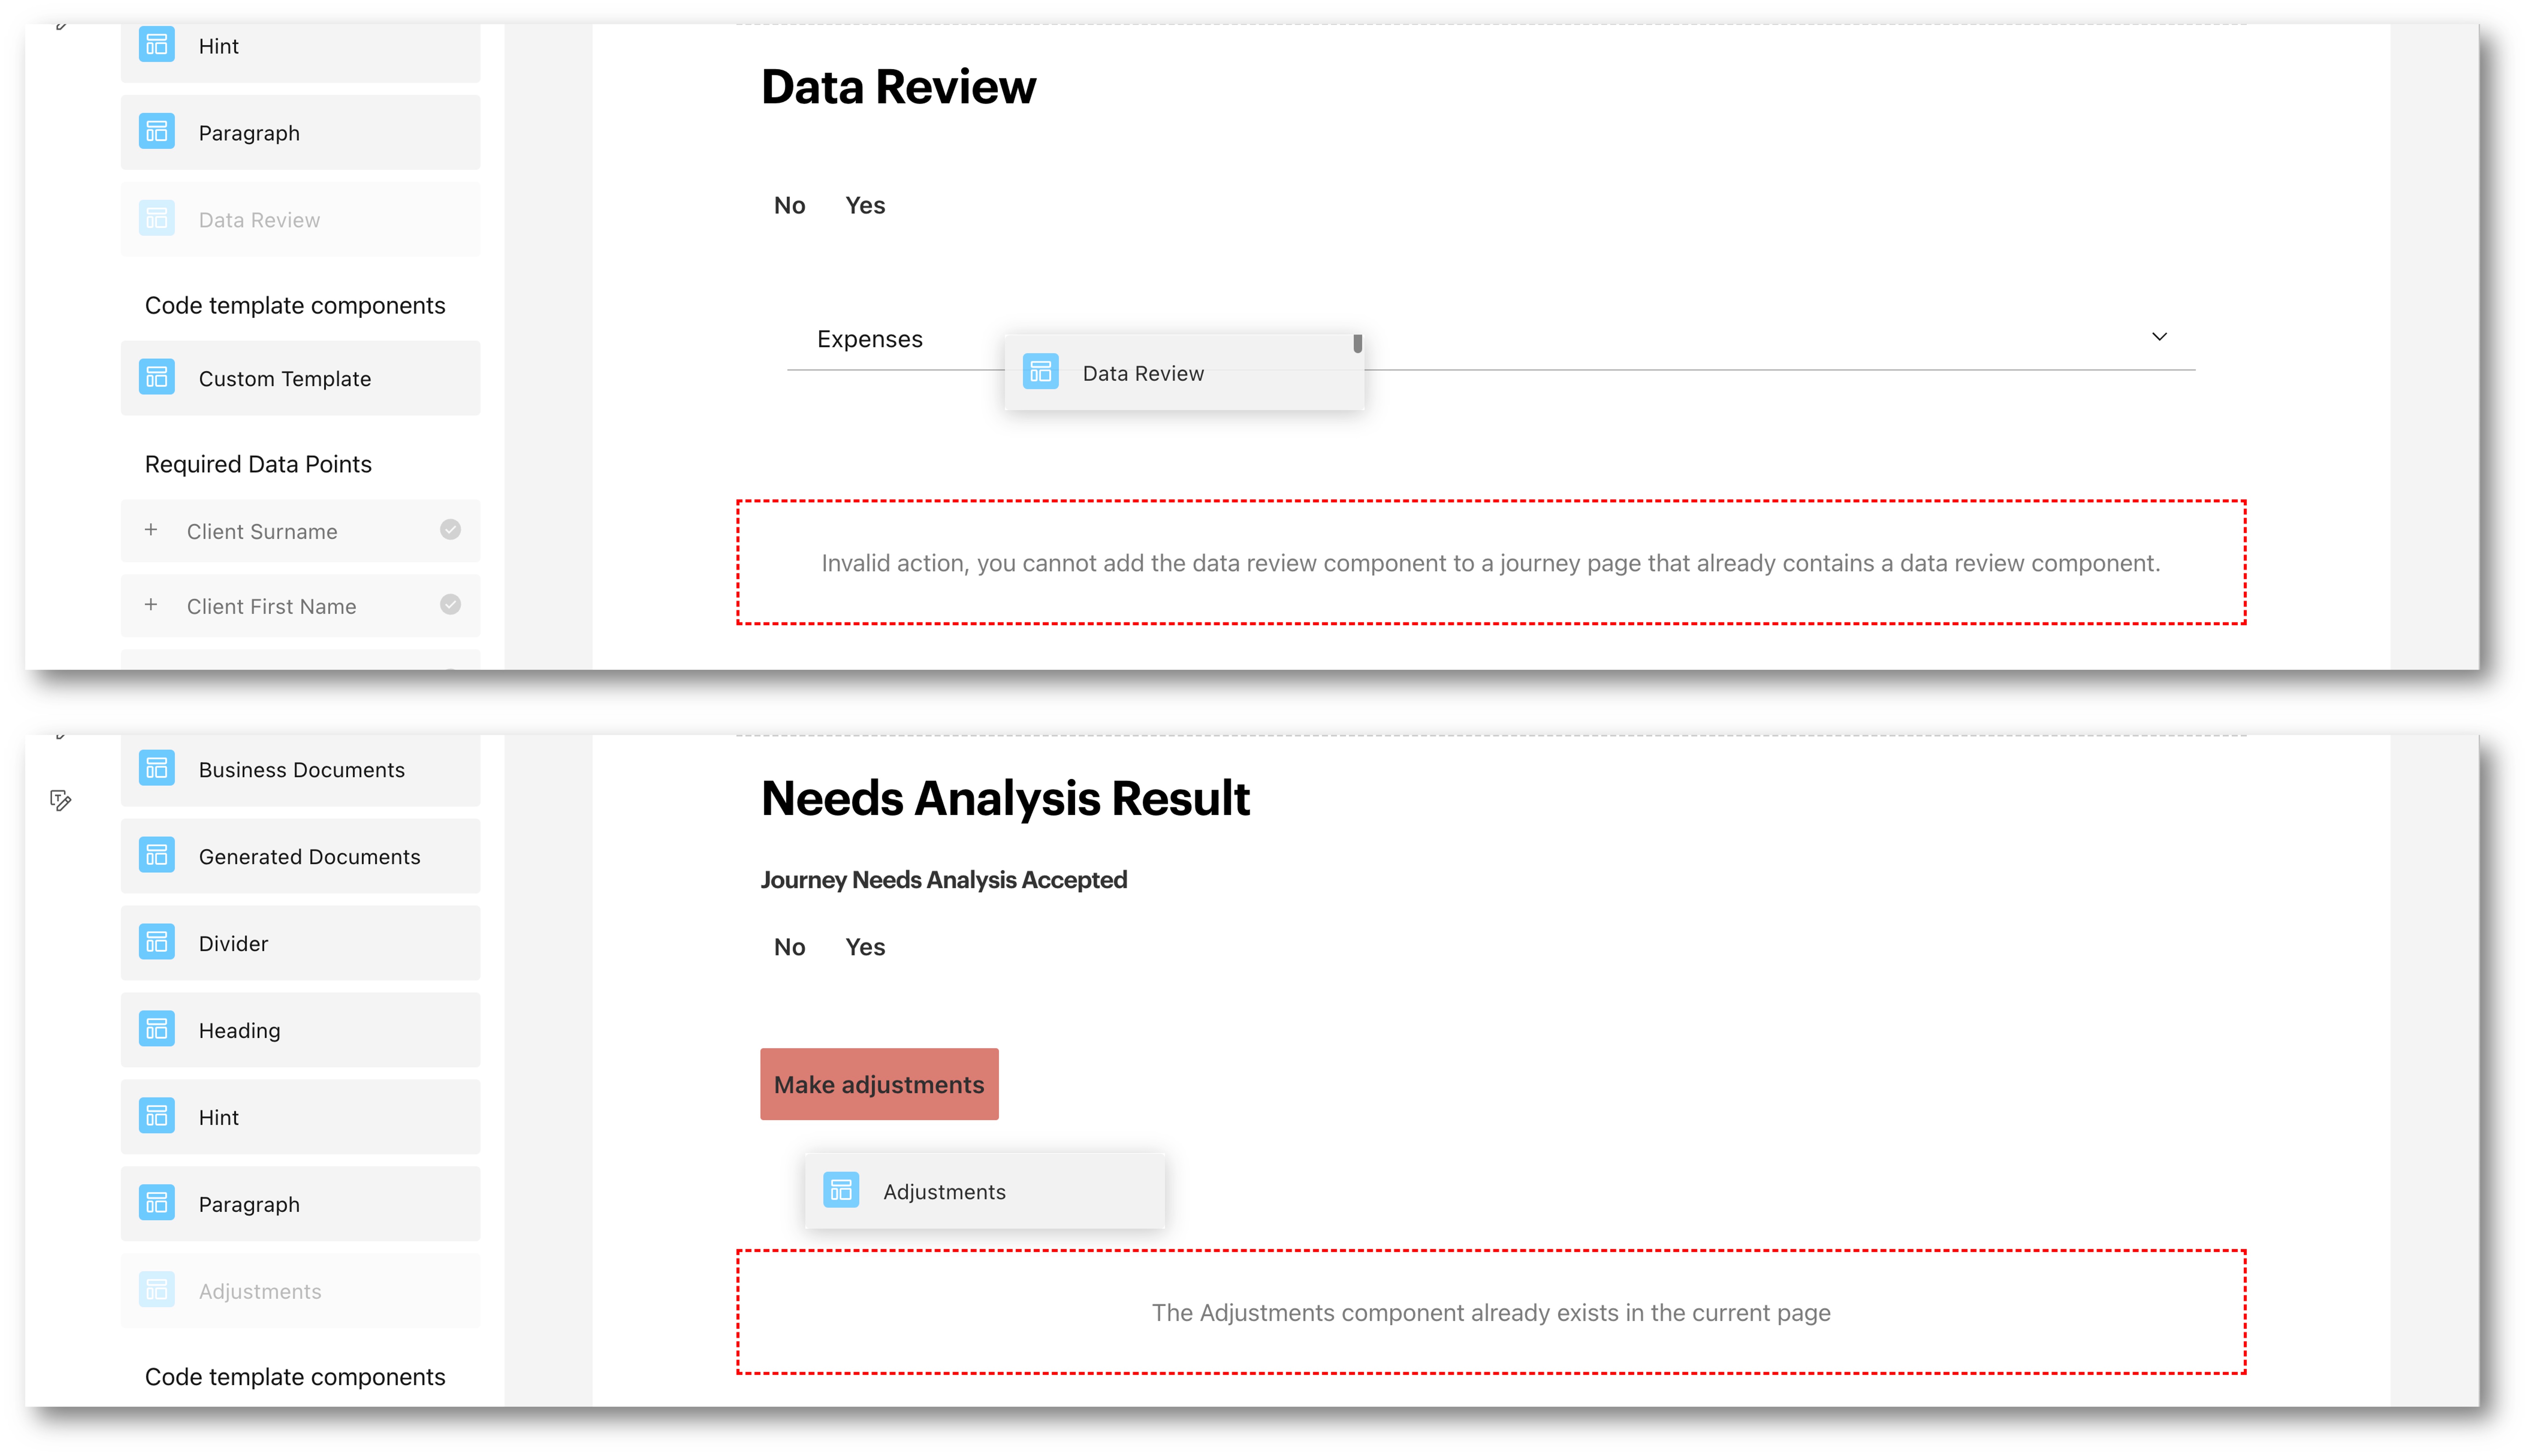 Hint
Paragraph
Data Review
Code template components
Custom Template
Required Data Points
Client Surname
Client First Name
Data Review
No Yes
Expenses
Data Review
Invalid action, you cannot add the data review component to a journey page that already contains a data review component.
Business Documents
Generated Documents
Divider
Heading
Hint
Paragraph
Adjustments
Code template components
Needs Analysis Result
Journey Needs Analysis Accepted
No Yes
Make adjustments
Adjustments
The Adjustments component already exists in the current page